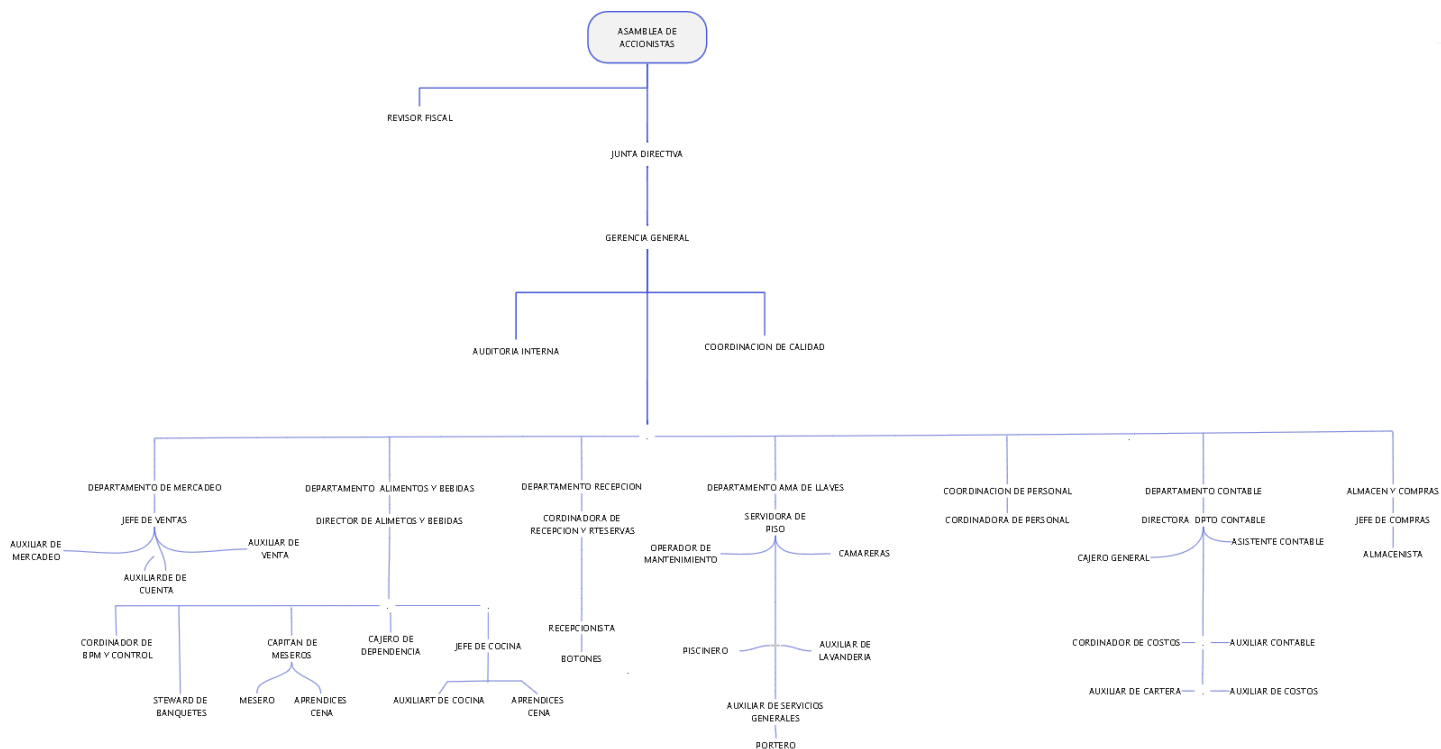 ASAMBLEA DE
ACCIONISTAS
REVISOR FISCAL
JUNTA DIRECTIVA
GERENCIA GENERAL
AUDITORIA INTERNA
COORDINACION DE CALIDAD
DEPARTAMENTO DE MERCADEO
JEFE DE VENTAS
AUXILIAR DE
MERCADEO
AUXILIAR DE
VENTA
AUXILIARDE DE
CUENTA
DEPARTAMENTO ALIMENTOS Y BEBIDAS
DIRECTOR DE ALIMETOS Y BEBIDAS
CORDINADOR DE
BPM Y CONTROL
STEWARD DE
BANQUETES
CAPITAN DE
MESEROS
MESERO
APRENDICES
CENA
CAJERO DE
DEPENDENCIA
JEFE DE COCINA
AUXILIART DE COCINA
APRENDICES
CENA
DEPARTAMENTO RECEPCION
CORDINADORA DE
RECEPCION Y RTESERVAS
RECEPCIONISTA
BOTONES
DEPARTAMENTO AMA DE LLAVES
SERVIDORA DE
PISO
OPERADOR DE
MANTENIMIENTO
CAMARERAS
PISCINERO
AUXILIAR DE
LAVANDERIA
AUXILIAR DE SERVICIOS
GENERALES
PORTERO
COORDINACION DE PERSONAL
CORDINADORA DE PERSONAL
DEPARTAMENTO CONTABLE
DIRECTORA DPTO CONTABLE
ASISTENTE CONTABLE
CAJERO GENERAL
CORDINADOR DE COSTOS
AUXILIAR CONTABLE
AUXILIAR DE CARTERA
AUXILIAR DE COSTOS
ALMACEN Y COMPRAS
JEFE DE COMPRAS
ALMACENISTA